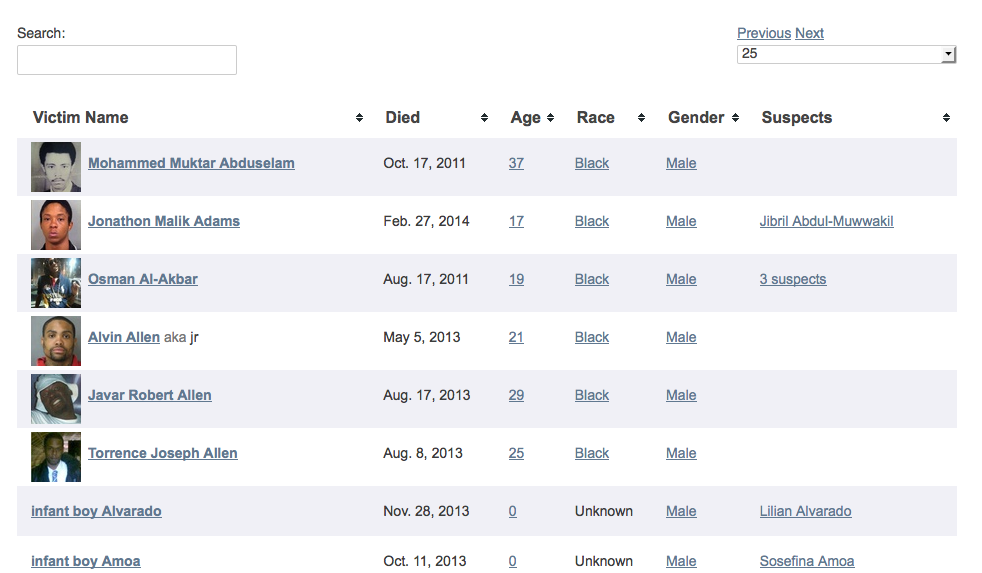 Search:
Previous Next
25
Victim Name Died Age Race Gender Suspects
Mohammed Muktar Abduselam Oct. 17, 2011 37 Black Male
Jonathon Malik Adams Feb. 27, 2014 17 Black Male Jibril Abdul-Muwwakil
Osman Al-Akbar Aug. 17, 2011 19 Black Male 3 suspects
Alvin Allen aka jr May 5, 2013 21 Black Male
Javar Robert Allen Aug. 17, 2013 29 Black Male
Torrence Joseph Allen Aug. 8, 2013 25 Black Male
infant boy Alvarado Nov. 28, 2013 0 Unknown Male Lilian Alvarado
infant boy Amoa Oct. 11, 2013 0 Unknown Male Sosefina Amoa